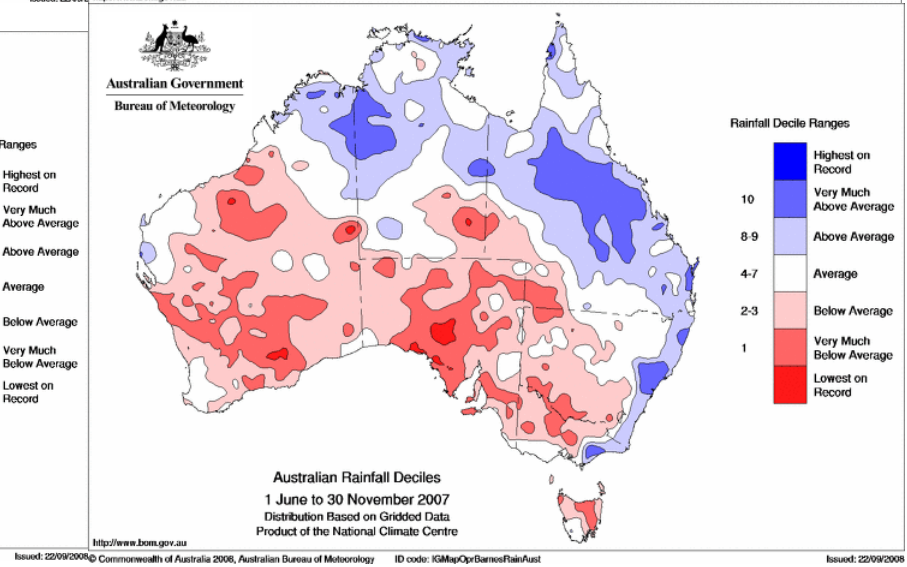 Ranges
Highest on
Record
Very Much
Above Average
Above Average
Average
Below Average
Very Much
Below Average
Lowest on
Record
Issued: 22/09/2008
Australian Government
Bureau of Meteorology
Rainfall Decile Ranges
Highest on
Record
10 Very Much
Above Average
8-9 Above Average
4-7 Average
2-3 Below Average
1 Very Much
Below Average
Lowest on
Record
Australian Rainfall Deciles
1 June to 30 November 2007
Distribution Based on Gridded Data
Product of the National Climate Centre
http://www.bom.gov.au
© Commonwealth of Australia 2008, Australian Bureau of Meteorology ID code: IGMapOprBarnesRainAust Issued: 22/09/2008